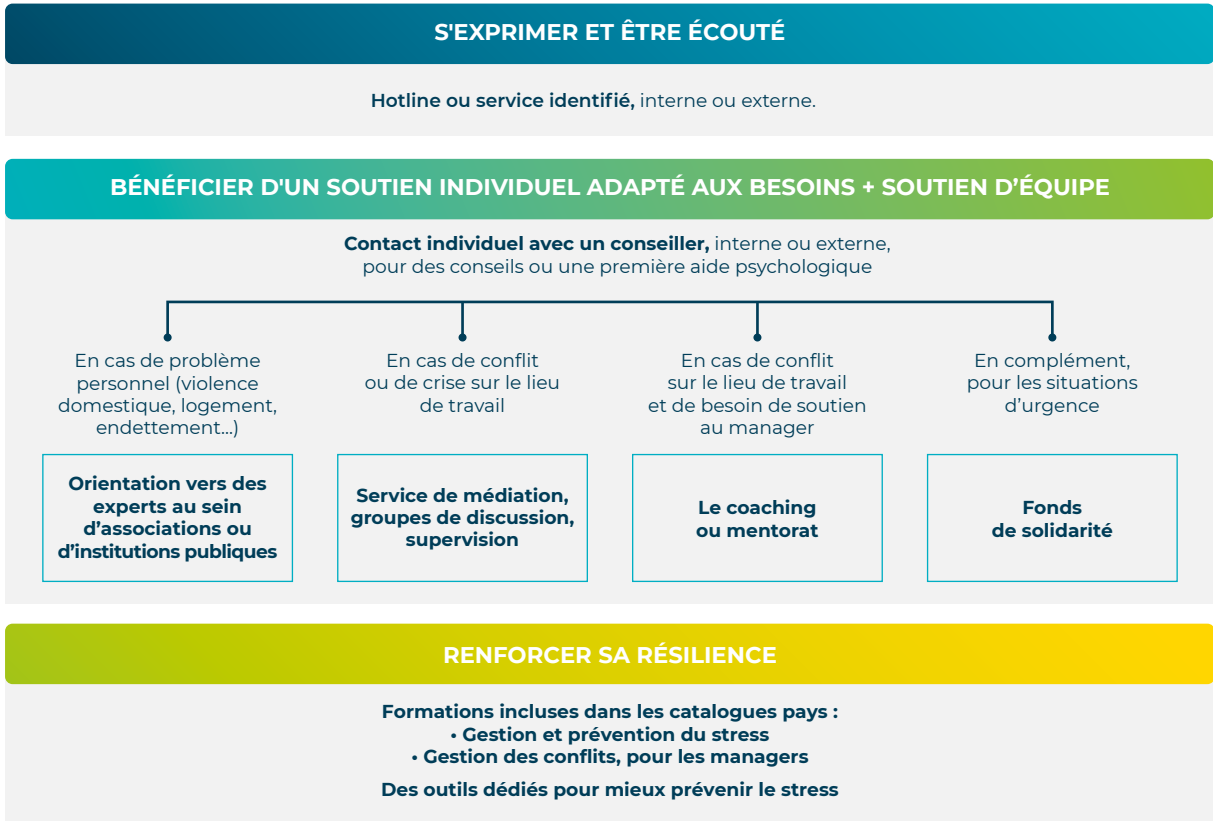 S'EXPRIMER ET ÊTRE ÉCOUTÉ
Hotline ou service identifié, interne ou externe.
BÉNÉFICIER D'UN SOUTIEN INDIVIDUEL ADAPTÉ AUX BESOINS + SOUTIEN D’ÉQUIPE
Contact individuel avec un conseiller, interne ou externe,
pour des conseils ou une première aide psychologique
En cas de problème
personnel (violence
domestique, logement,
endettement...)
Orientation vers des
experts au sein
d’associations ou
d’institutions publiques
En cas de conflit
ou de crise sur le lieu
de travail
Service de médiation,
groupes de discussion,
supervision
En cas de conflit
sur le lieu de travail
et de besoin de soutien
au manager
Le coaching
ou mentorat
En complément,
pour les situations
d’urgence
Fonds
de solidarité
RENFORCER SA RÉSILIENCE
Formations incluses dans les catalogues pays :
• Gestion et prévention du stress
• Gestion des conflits, pour les managers
Des outils dédiés pour mieux prévenir le stress